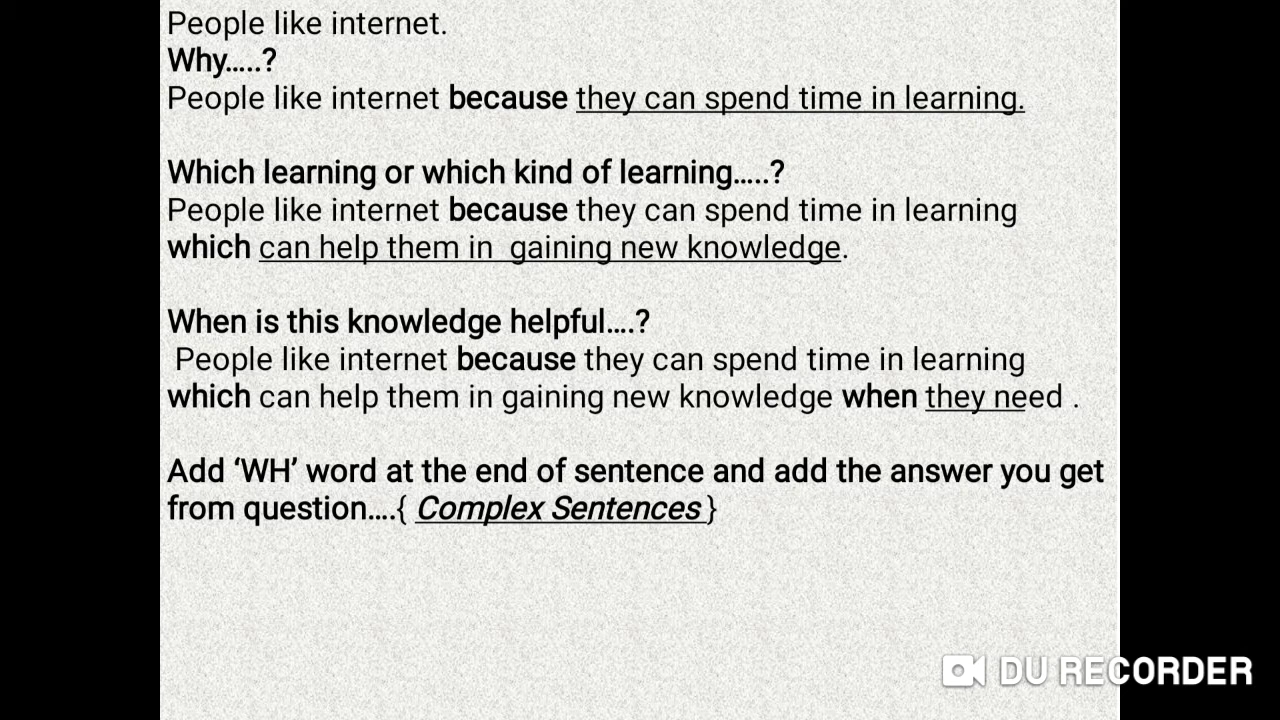 People like internet.
Why.....?
People like internet because they can spend time in learning.
Which learning or which kind of learning.....?
People like internet because they can spend time in learning
which can help them in  gaining new knowledge.
When is this knowledge helpful....?
People like internet because they can spend time in learning
which can help them in gaining new knowledge when they need .
Add ‘WH’ word at the end of sentence and add the answer you get
from question....{ Complex Sentences }
DU RECORDER